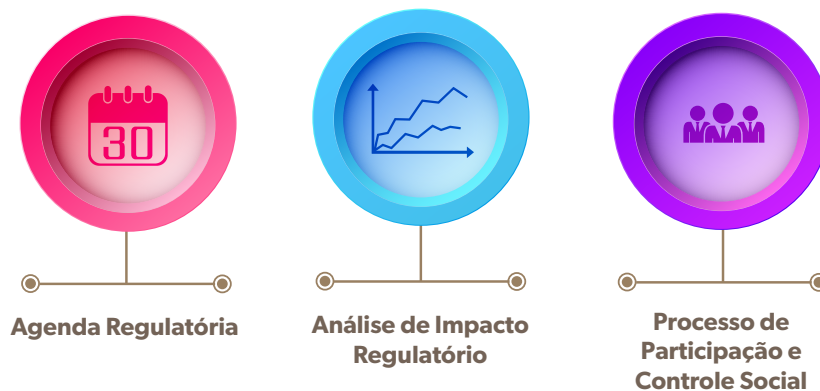 30
Agenda Regulatória
Análise de Impacto
Regulatório
Processo de
Participação e
Controle Social